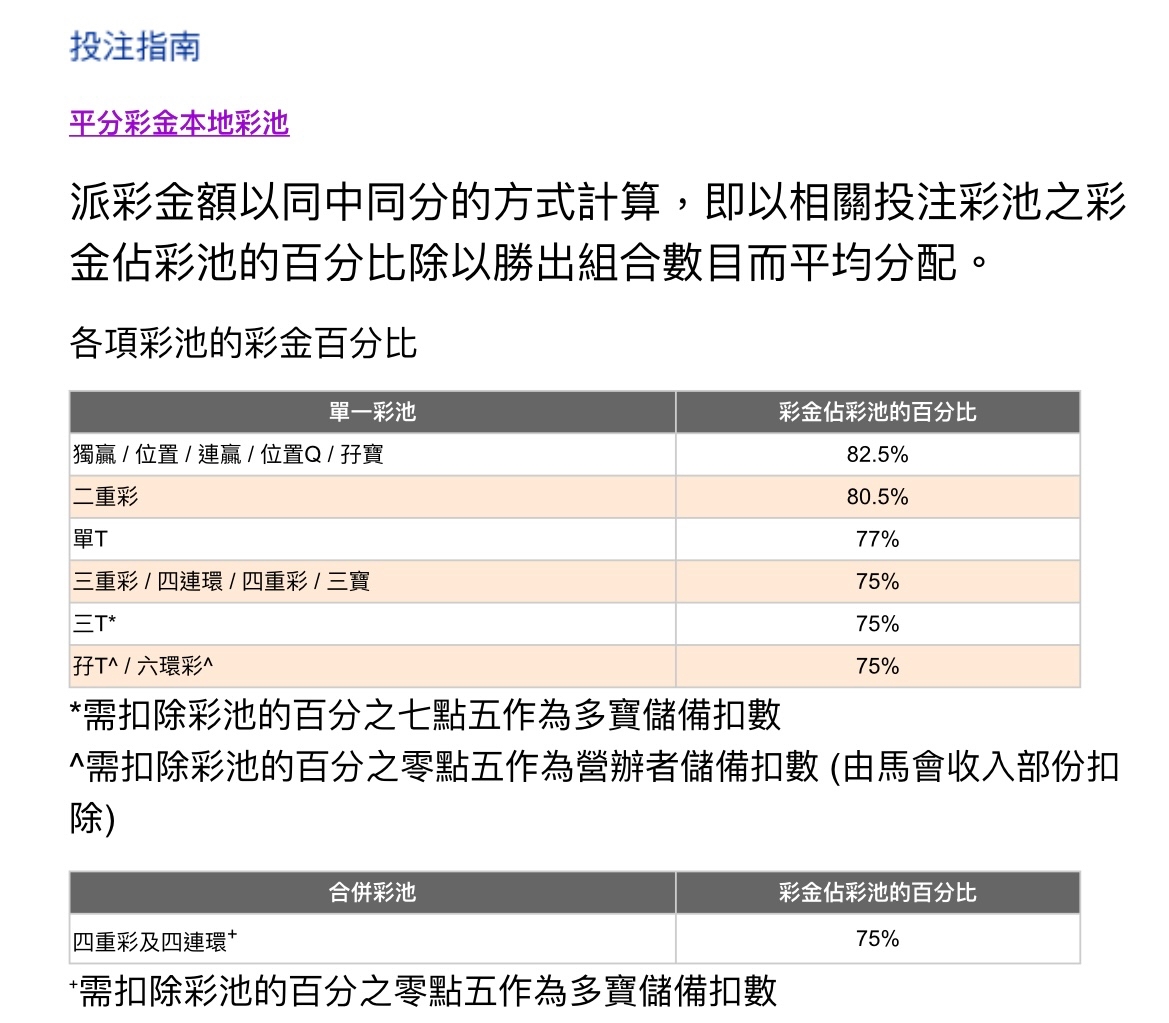 投注指南
平分彩金本地彩池
派彩金額以同中同分的方式計算，即以相關投注彩池之彩
金佔彩池的百分比除以勝出組合數目而平均分配。
各項彩池的彩金百分比
單一彩池 彩金佔彩池的百分比
獨贏 / 位置 / 連贏 / 位置Q / 孖寶 82.5%
二重彩 80.5%
單T 77%
三重彩 / 四連環 / 四重彩 / 三寶 75%
三T* 75%
孖T^ / 六環彩^ 75%
*需扣除彩池的百分之七點五作為多寶儲備扣數
^需扣除彩池的百分之零點五作為營辦者儲備扣數 (由馬會收入部份扣
除)
合併彩池 彩金佔彩池的百分比
四重彩及四連環+ 75%
+需扣除彩池的百分之零點五作為多寶儲備扣數